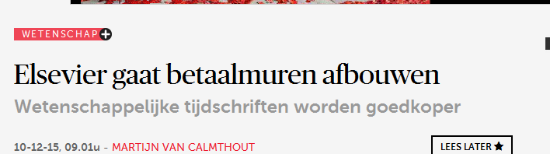 WETENSCHAP
Elsevier gaat betaalmuren afbouwen
Wetenschappelijke tijdschriften worden goedkoper
10-12-15, 09.01u - MARTIJN VAN CALMTHOUT
LEES LATER